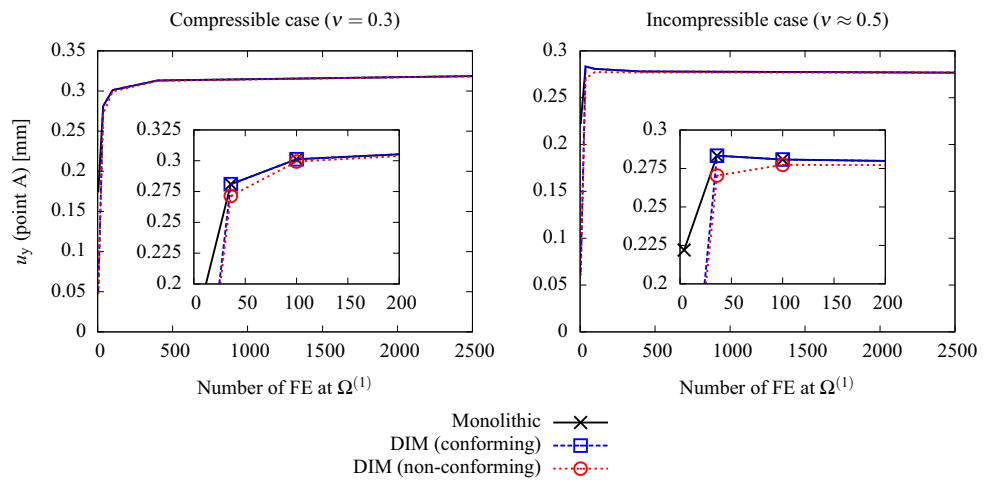 Compressible case (ν = 0.3)
0.35
0.3
0.25
0.2
0.15
0.1
0.05
0
u_y (point A) [mm]
0.325
0.3
0.275
0.25
0.225
0.2
0 50 100 150 200
0 500 1000 1500 2000 2500
Number of FE at Ω⁽¹⁾
Incompressible case (ν ≈ 0.5)
0.3
0.25
0.2
0.15
0.1
0.05
0
0.3
0.275
0.25
0.225
0.2
0 50 100 150 200
0 500 1000 1500 2000 2500
Number of FE at Ω⁽¹⁾
Monolithic
DIM (conforming)
DIM (non-conforming)